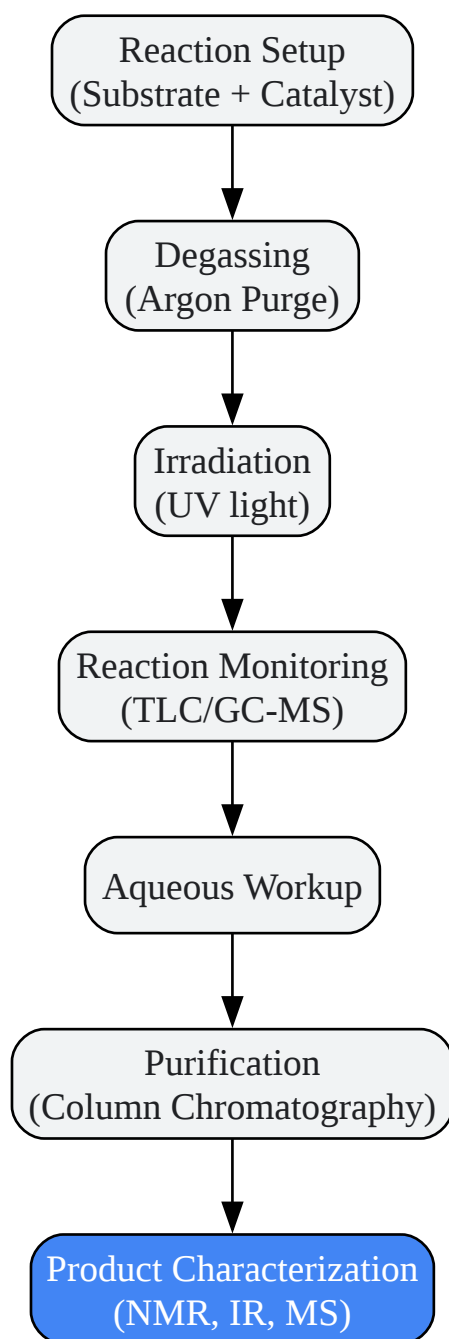 Reaction Setup
(Substrate + Catalyst)
Degassing
(Argon Purge)
Irradiation
(UV light)
Reaction Monitoring
(TLC/GC-MS)
Aqueous Workup
Purification
(Column Chromatography)
Product Characterization
(NMR, IR, MS)